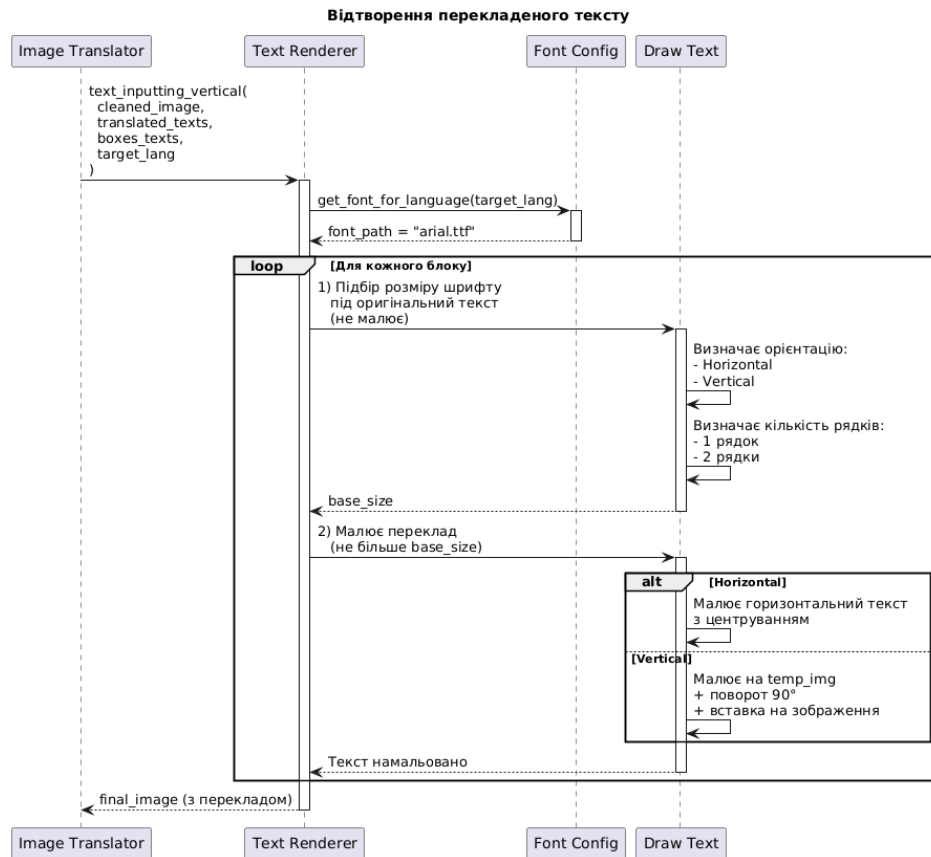 Відтворення перекладеного тексту
Image Translator
Text Renderer
Font Config
Draw Text
text_inputting_vertical(
cleaned_image,
translated_texts,
boxes_texts,
target_lang
)
get_font_for_language(target_lang)
font_path = "arial.ttf"
loop
[Для кожного блоку]
1) Підбір розміру шрифту
під оригінальний текст
(не малює)
Визначає орієнтацію:
- Horizontal
- Vertical
Визначає кількість рядків:
- 1 рядок
- 2 рядки
base_size
2) Малює переклад
(не більше base_size)
alt
[Horizontal]
Малює горизонтальний текст
з центруванням
[Vertical]
Малює на temp_img
+ поворот 90°
+ вставка на зображення
Текст намальовано
final_image (з перекладом)
Image Translator
Text Renderer
Font Config
Draw Text